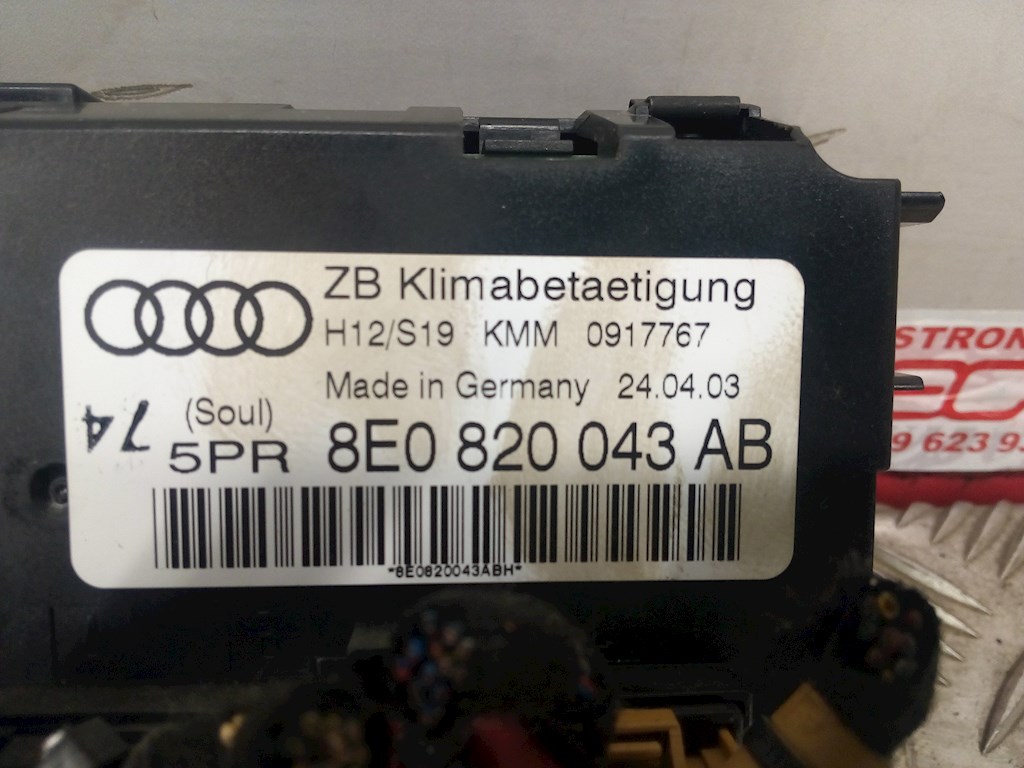 ZB Klimabetaetigung
H12/S19 KMM 0917767
Made in Germany 24.04.03
74
(Soul)
5PR 8E0 820 043 AB
*8E0820043ABH*
STRON
9 623 9